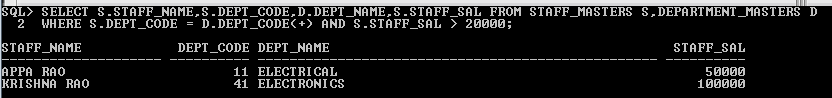 SQL> SELECT S.STAFF_NAME,S.DEPT_CODE,D.DEPT_NAME,S.STAFF_SAL FROM STAFF_MASTERS S,DEPARTMENT_MASTERS D
2 WHERE S.DEPT_CODE = D.DEPT_CODE(+) AND S.STAFF_SAL > 20000;
STAFF_NAME DEPT_CODE DEPT_NAME STAFF_SAL
-------------------- ---------- -------------------------------------------------- ----------
APPA RAO 11 ELECTRICAL 50000
KRISHNA RAO 41 ELECTRONICS 100000